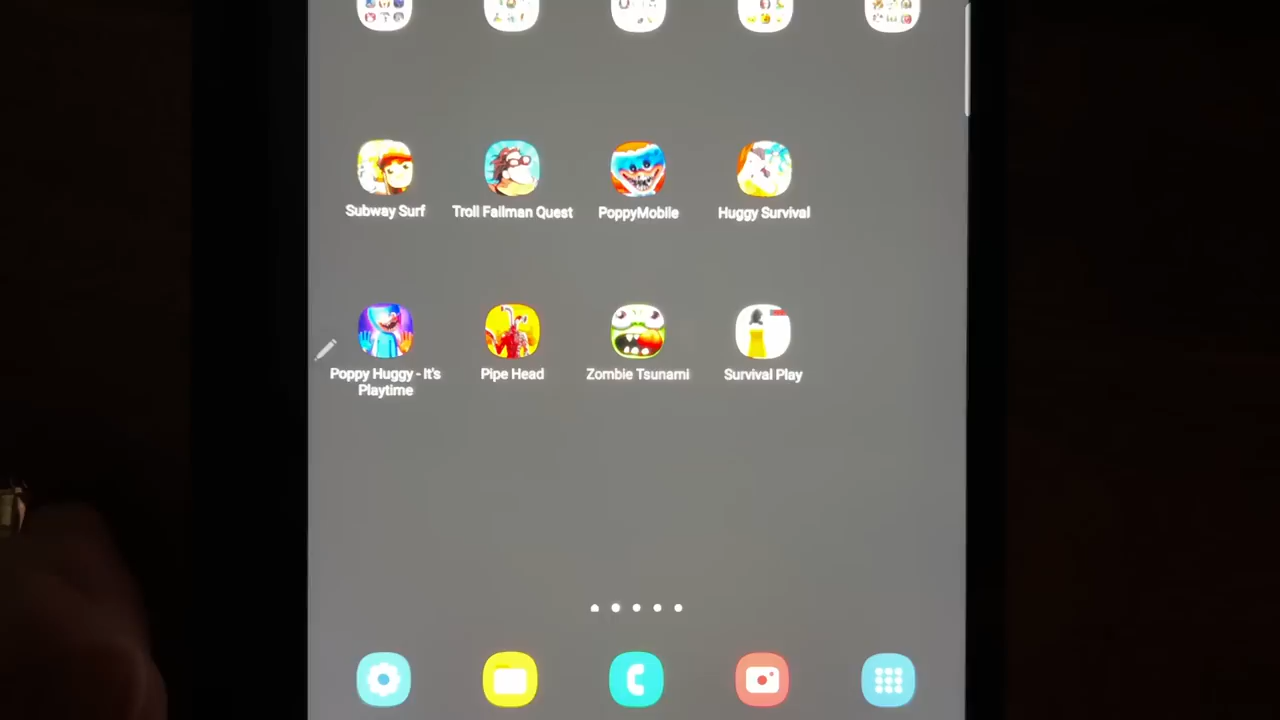 Subway Surf
Troll Failman Quest
PoppyMobile
Huggy Survival
Poppy Huggy - It's
Playtime
Pipe Head
Zombie Tsunami
Survival Play